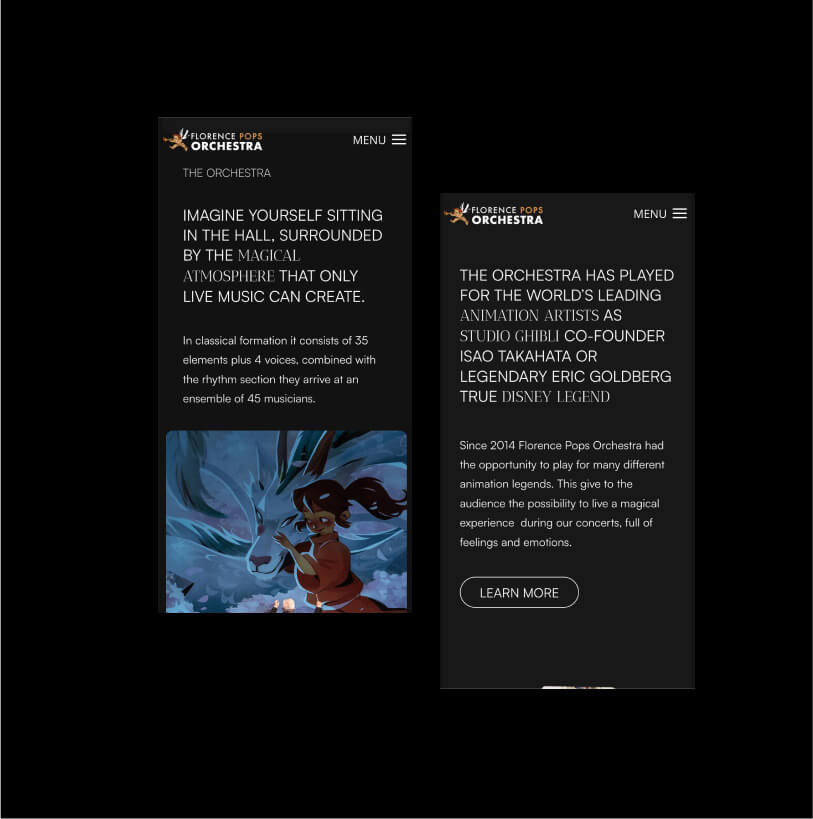 FLORENCE POPS
ORCHESTRA
MENU
THE ORCHESTRA
IMAGINE YOURSELF SITTING
IN THE HALL, SURROUNDED
BY THE MAGICAL
ATMOSPHERE THAT ONLY
LIVE MUSIC CAN CREATE.
In classical formation it consists of 35
elements plus 4 voices, combined with
the rhythm section they arrive at an
ensemble of 45 musicians.
FLORENCE POPS
ORCHESTRA
MENU
THE ORCHESTRA HAS PLAYED
FOR THE WORLD’S LEADING
ANIMATION ARTISTS AS
STUDIO GHIBLI CO-FOUNDER
ISAO TAKAHATA OR
LEGENDARY ERIC GOLDBERG
TRUE DISNEY LEGEND
Since 2014 Florence Pops Orchestra had
the opportunity to play for many different
animation legends. This give to the
audience the possibility to live a magical
experience  during our concerts, full of
feelings and emotions.
LEARN MORE